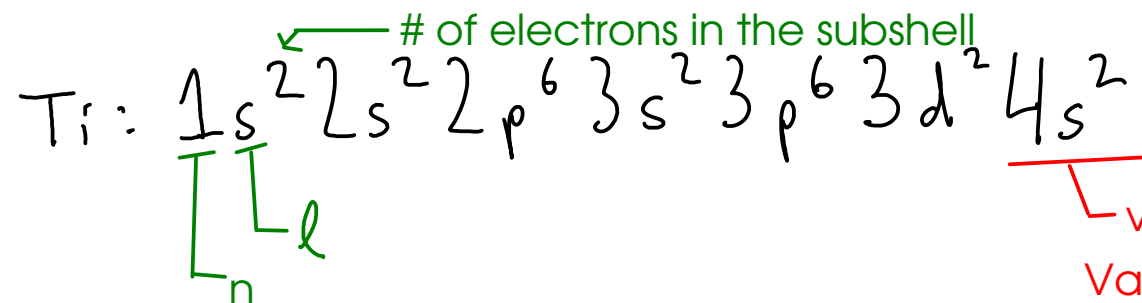 # of electrons in the subshell
Ti: 1s²2s²2p⁶3s²3p⁶3d²4s²
ℓ
n